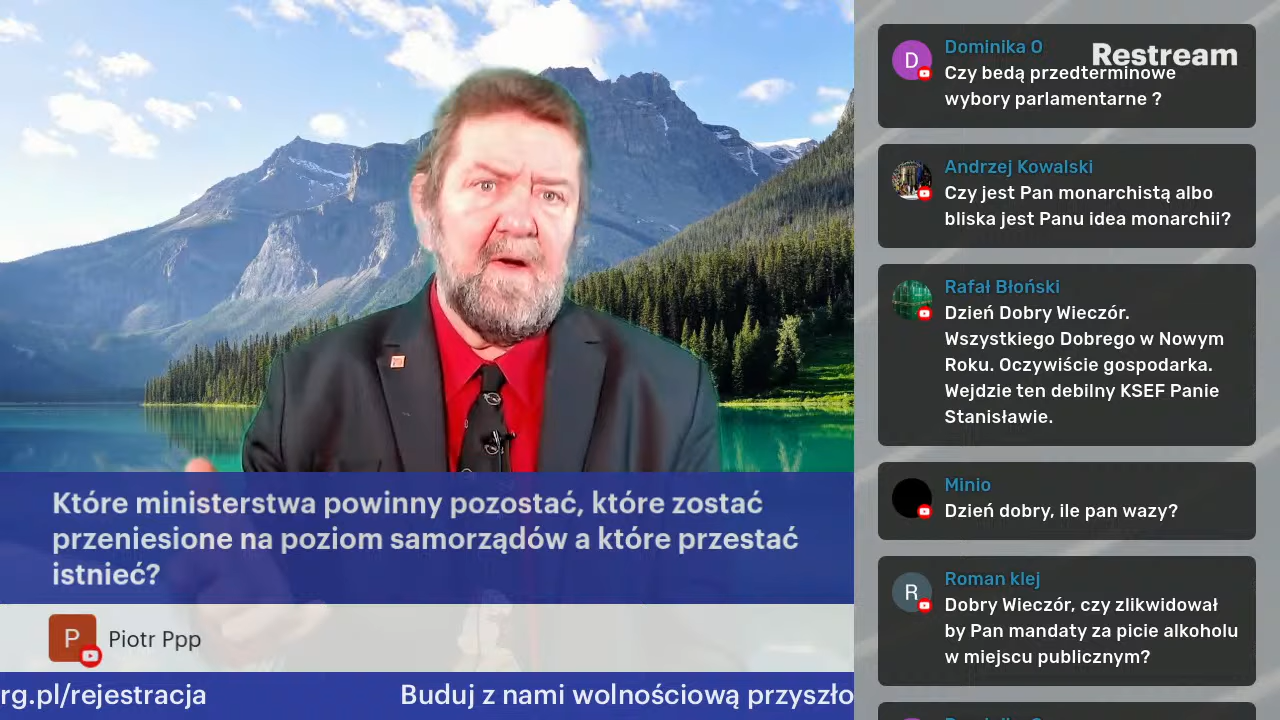 Które ministerstwa powinny pozostać, które zostać
przeniesione na poziom samorządów a które przestać
istnieć?
P
Piotr Ppp
rg.pl/rejestracja
Buduj z nami wolnościową przyszło
Restream
D
Dominika O
Czy bedą przedterminowe
wybory parlamentarne ?
Andrzej Kowalski
Czy jest Pan monarchistą albo
bliska jest Panu idea monarchii?
Rafał Błoński
Dzień Dobry Wieczór.
Wszystkiego Dobrego w Nowym
Roku. Oczywiście gospodarka.
Wejdzie ten debilny KSEF Panie
Stanisławie.
Minio
Dzień dobry, ile pan wazy?
R
Roman klej
Dobry Wieczór, czy zlikwidował
by Pan mandaty za picie alkoholu
w miejscu publicznym?